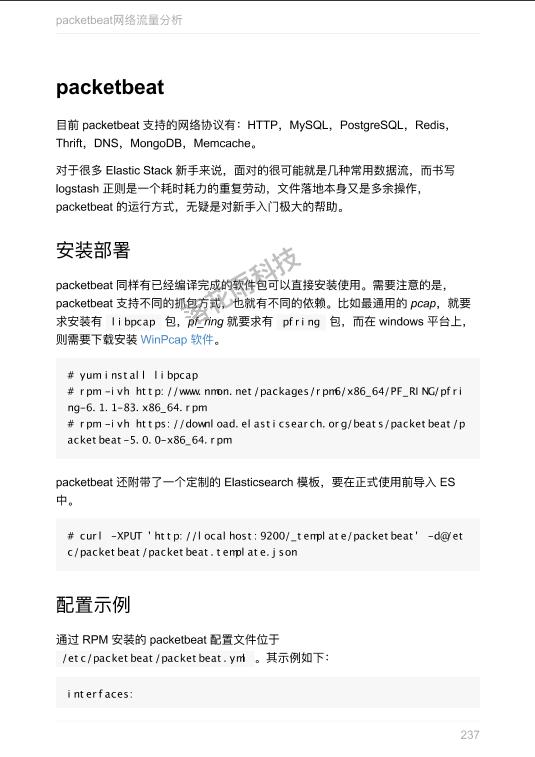 packetbeat网络流量分析
packetbeat
目前 packetbeat 支持的网络协议有：HTTP，MySQL，PostgreSQL，Redis，
Thrift，DNS，MongoDB，Memcache。
对于很多 Elastic Stack 新手来说，面对的很可能就是几种常用数据流，而书写
logstash 正则是一个耗时耗力的重复劳动，文件落地本身又是多余操作，
packetbeat 的运行方式，无疑是对新手入门极大的帮助。
安装部署
packetbeat 同样有已经编译完成的软件包可以直接安装使用。需要注意的是，
packetbeat 支持不同的抓包方式，也就有不同的依赖。比如最通用的 pcap，就要
求安装有 libpcap 包，pf_ring 就要求有 pfring 包，而在 windows 平台上，
则需要下载安装 WinPcap 软件。
洛花雨科技
# yum install libpcap
# rpm -ivh http://www.nmon.net/packages/rpm6/x86_64/PF_RING/pfri
ng-6.1.1-83.x86_64.rpm
# rpm -ivh https://download.elasticsearch.org/beats/packetbeat/p
acketbeat-5.0.0-x86_64.rpm
packetbeat 还附带了一个定制的 Elasticsearch 模板，要在正式使用前导入 ES
中。
# curl -XPUT 'http://localhost:9200/_template/packetbeat' -d@/et
c/packetbeat/packetbeat.template.json
配置示例
通过 RPM 安装的 packetbeat 配置文件位于
/etc/packetbeat/packetbeat.yml 。其示例如下：
interfaces:
237